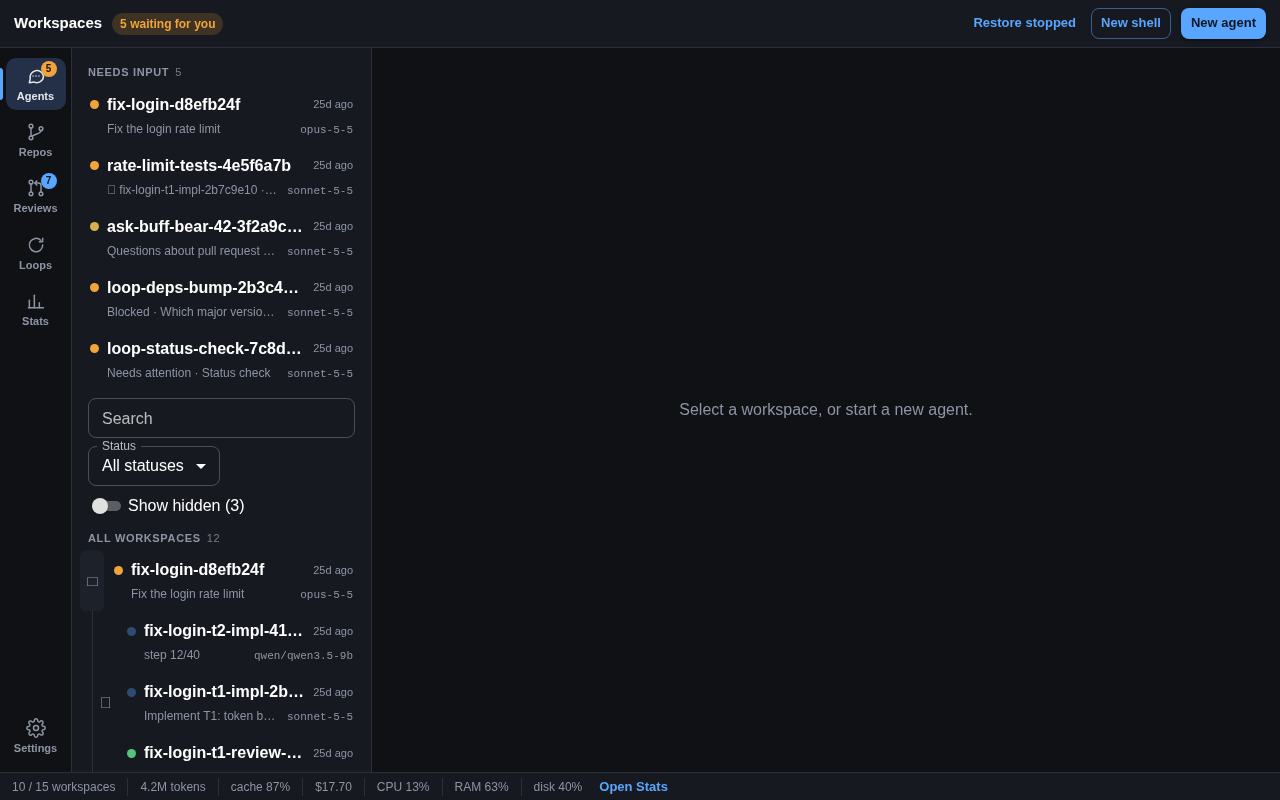 Workspaces 5 waiting for you Restore stopped New shell New agent
5
Agents
Repos
7
Reviews
Loops
Stats
Settings
NEEDS INPUT 5
fix-login-d8efb24f 25d ago
Fix the login rate limit opus-5-5
rate-limit-tests-4e5f6a7b 25d ago
fix-login-t1-impl-2b7c9e10 ·… sonnet-5-5
ask-buff-bear-42-3f2a9c… 25d ago
Questions about pull request … sonnet-5-5
loop-deps-bump-2b3c4… 25d ago
Blocked · Which major versio… sonnet-5-5
loop-status-check-7c8d… 25d ago
Needs attention · Status check sonnet-5-5
Search
Status
All statuses
Show hidden (3)
ALL WORKSPACES 12
fix-login-d8efb24f 25d ago
Fix the login rate limit opus-5-5
fix-login-t2-impl-41… 25d ago
step 12/40 qwen/qwen3.5-9b
fix-login-t1-impl-2b… 25d ago
Implement T1: token b… sonnet-5-5
fix-login-t1-review-… 25d ago
Select a workspace, or start a new agent.
10 / 15 workspaces 4.2M tokens cache 87% $17.70 CPU 13% RAM 63% disk 40% Open Stats